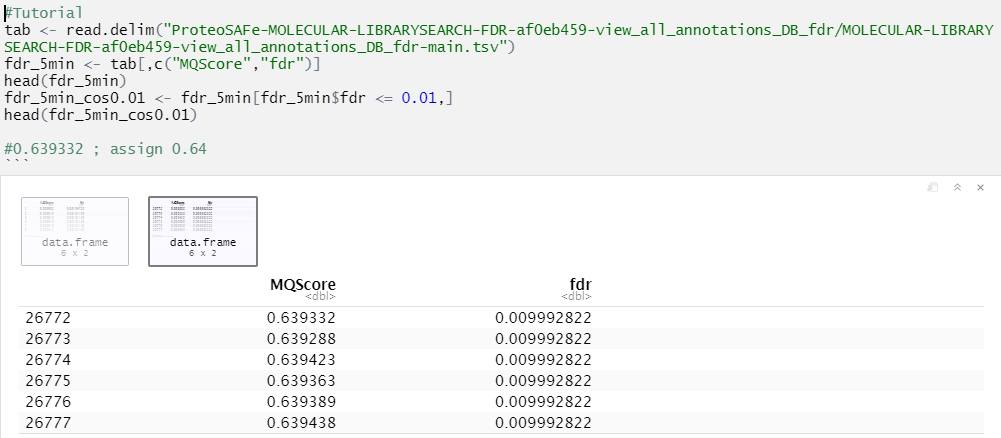 #Tutorial
tab <- read.delim("ProteoSAFe-MOLECULAR-LIBRARYSEARCH-FDR-af0eb459-view_all_annotations_DB_fdr/MOLECULAR-LIBRARY
SEARCH-FDR-af0eb459-view_all_annotations_DB_fdr-main.tsv")
fdr_5min <- tab[,c("MQScore","fdr")]
head(fdr_5min)
fdr_5min_cos0.01 <- fdr_5min[fdr_5min$fdr <= 0.01,]
head(fdr_5min_cos0.01)
#0.639332 ; assign 0.64
```
data.frame
6 x 2
data.frame
6 x 2
MQScore fdr
<dbl> <dbl>
26772 0.639332 0.009992822
26773 0.639288 0.009992822
26774 0.639423 0.009992822
26775 0.639363 0.009992822
26776 0.639389 0.009992822
26777 0.639438 0.009992822